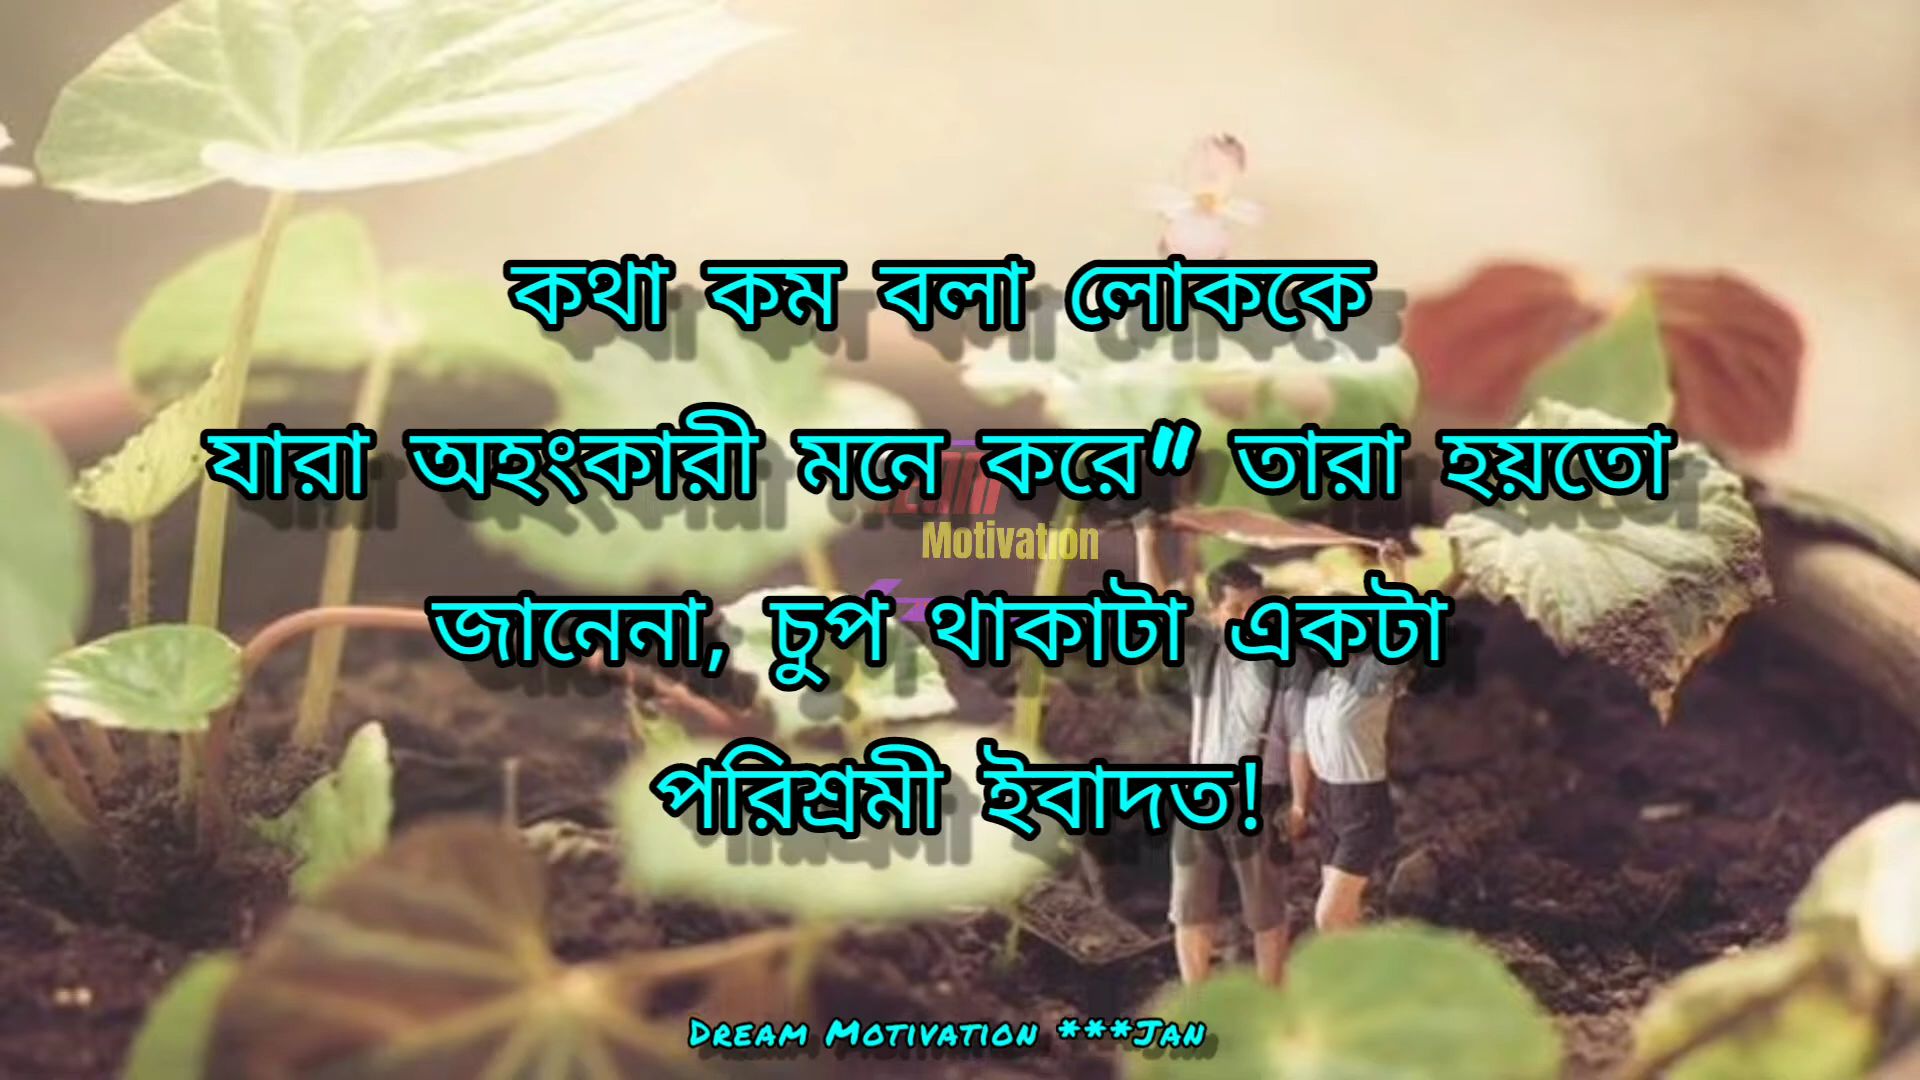 কথা কম বলা লোককে
যারা অহংকারী মনে করে" তারা হয়তো
Motivation
জানেনা, চুপ থাকাটা একটা
পরিশ্রমী ইবাদত!
Dream Motivation ***Jan